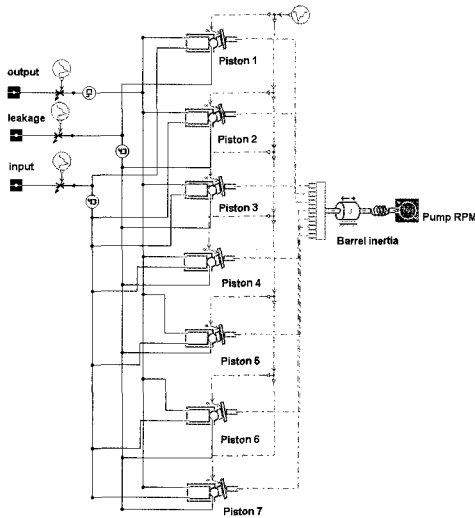 Piston 1
output
leakage
Piston 2
input
Piston 3
Pump RPM
Barrel inertia
Piston 4
Piston 5
Piston 6
Piston 7